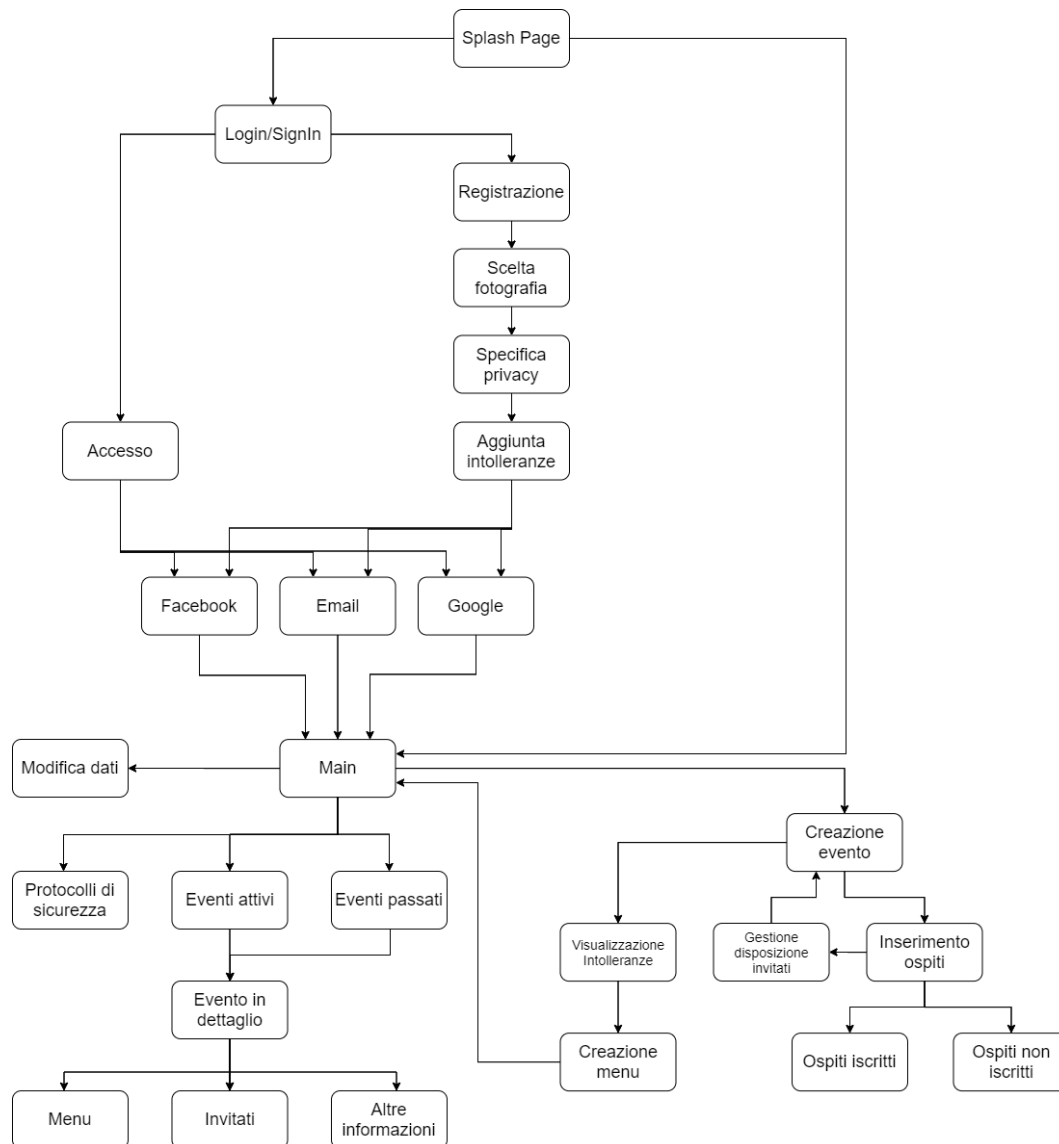 Splash Page
Login/SignIn
Registrazione
Scelta
fotografia
Specifica
privacy
Accesso
Aggiunta
intolleranze
Facebook
Email
Google
Modifica dati
Main
Creazione
evento
Protocolli di
sicurezza
Eventi attivi
Eventi passati
Visualizzazione
Intolleranze
Gestione
disposizione
invitati
Inserimento
ospiti
Evento in
dettaglio
Creazione
menu
Ospiti iscritti
Ospiti non
iscritti
Menu
Invitati
Altre
informazioni